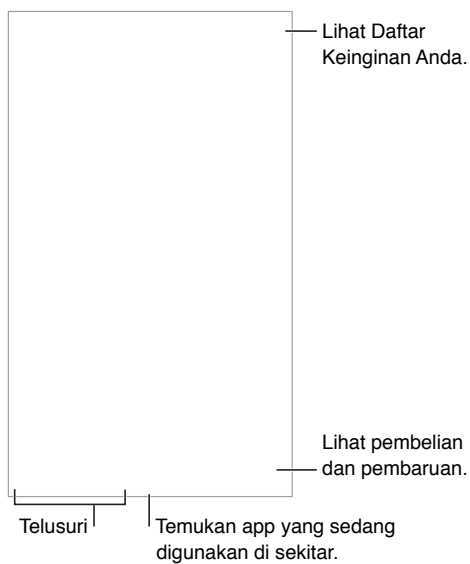 Lihat Daftar
Keinginan Anda.
Lihat pembelian
dan pembaruan.
Telusuri
Temukan app yang sedang
digunakan di sekitar.